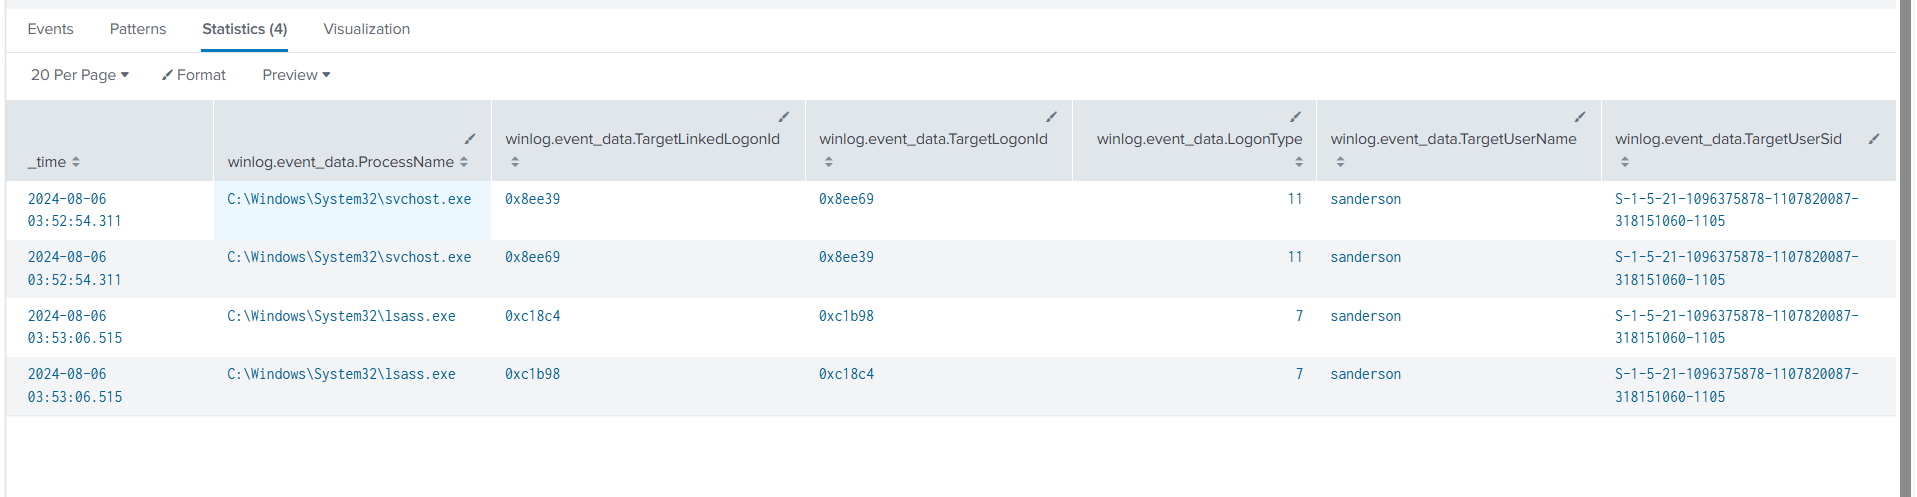 Events Patterns Statistics (4) Visualization
20 Per Page Format Preview
_time winlog.event_data.ProcessName winlog.event_data.TargetLinkedLogonId winlog.event_data.TargetLogonId winlog.event_data.LogonType winlog.event_data.TargetUserName winlog.event_data.TargetUserSid
2024-08-06 C:\Windows\System32\svchost.exe 0x8ee39 0x8ee69 11 sanderson S-1-5-21-1096375878-1107820087-
03:52:54.311 318151060-1105
2024-08-06 C:\Windows\System32\svchost.exe 0x8ee69 0x8ee39 11 sanderson S-1-5-21-1096375878-1107820087-
03:52:54.311 318151060-1105
2024-08-06 C:\Windows\System32\lsass.exe 0xc18c4 0xc1b98 7 sanderson S-1-5-21-1096375878-1107820087-
03:53:06.515 318151060-1105
2024-08-06 C:\Windows\System32\lsass.exe 0xc1b98 0xc18c4 7 sanderson S-1-5-21-1096375878-1107820087-
03:53:06.515 318151060-1105